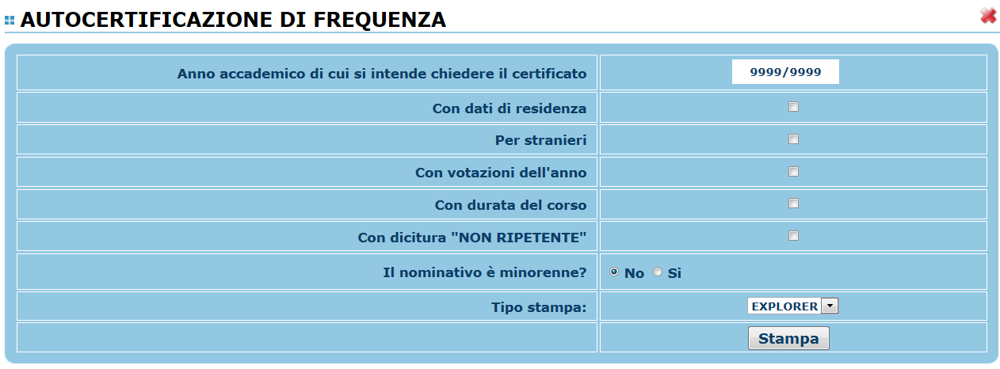 AUTOCERTIFICAZIONE DI FREQUENZA
Anno accademico di cui si intende chiedere il certificato 9999/9999
Con dati di residenza
Per stranieri
Con votazioni dell'anno
Con durata del corso
Con dicitura "NON RIPETENTE"
Il nominativo è minorenne? No Si
Tipo stampa: EXPLORER
Stampa